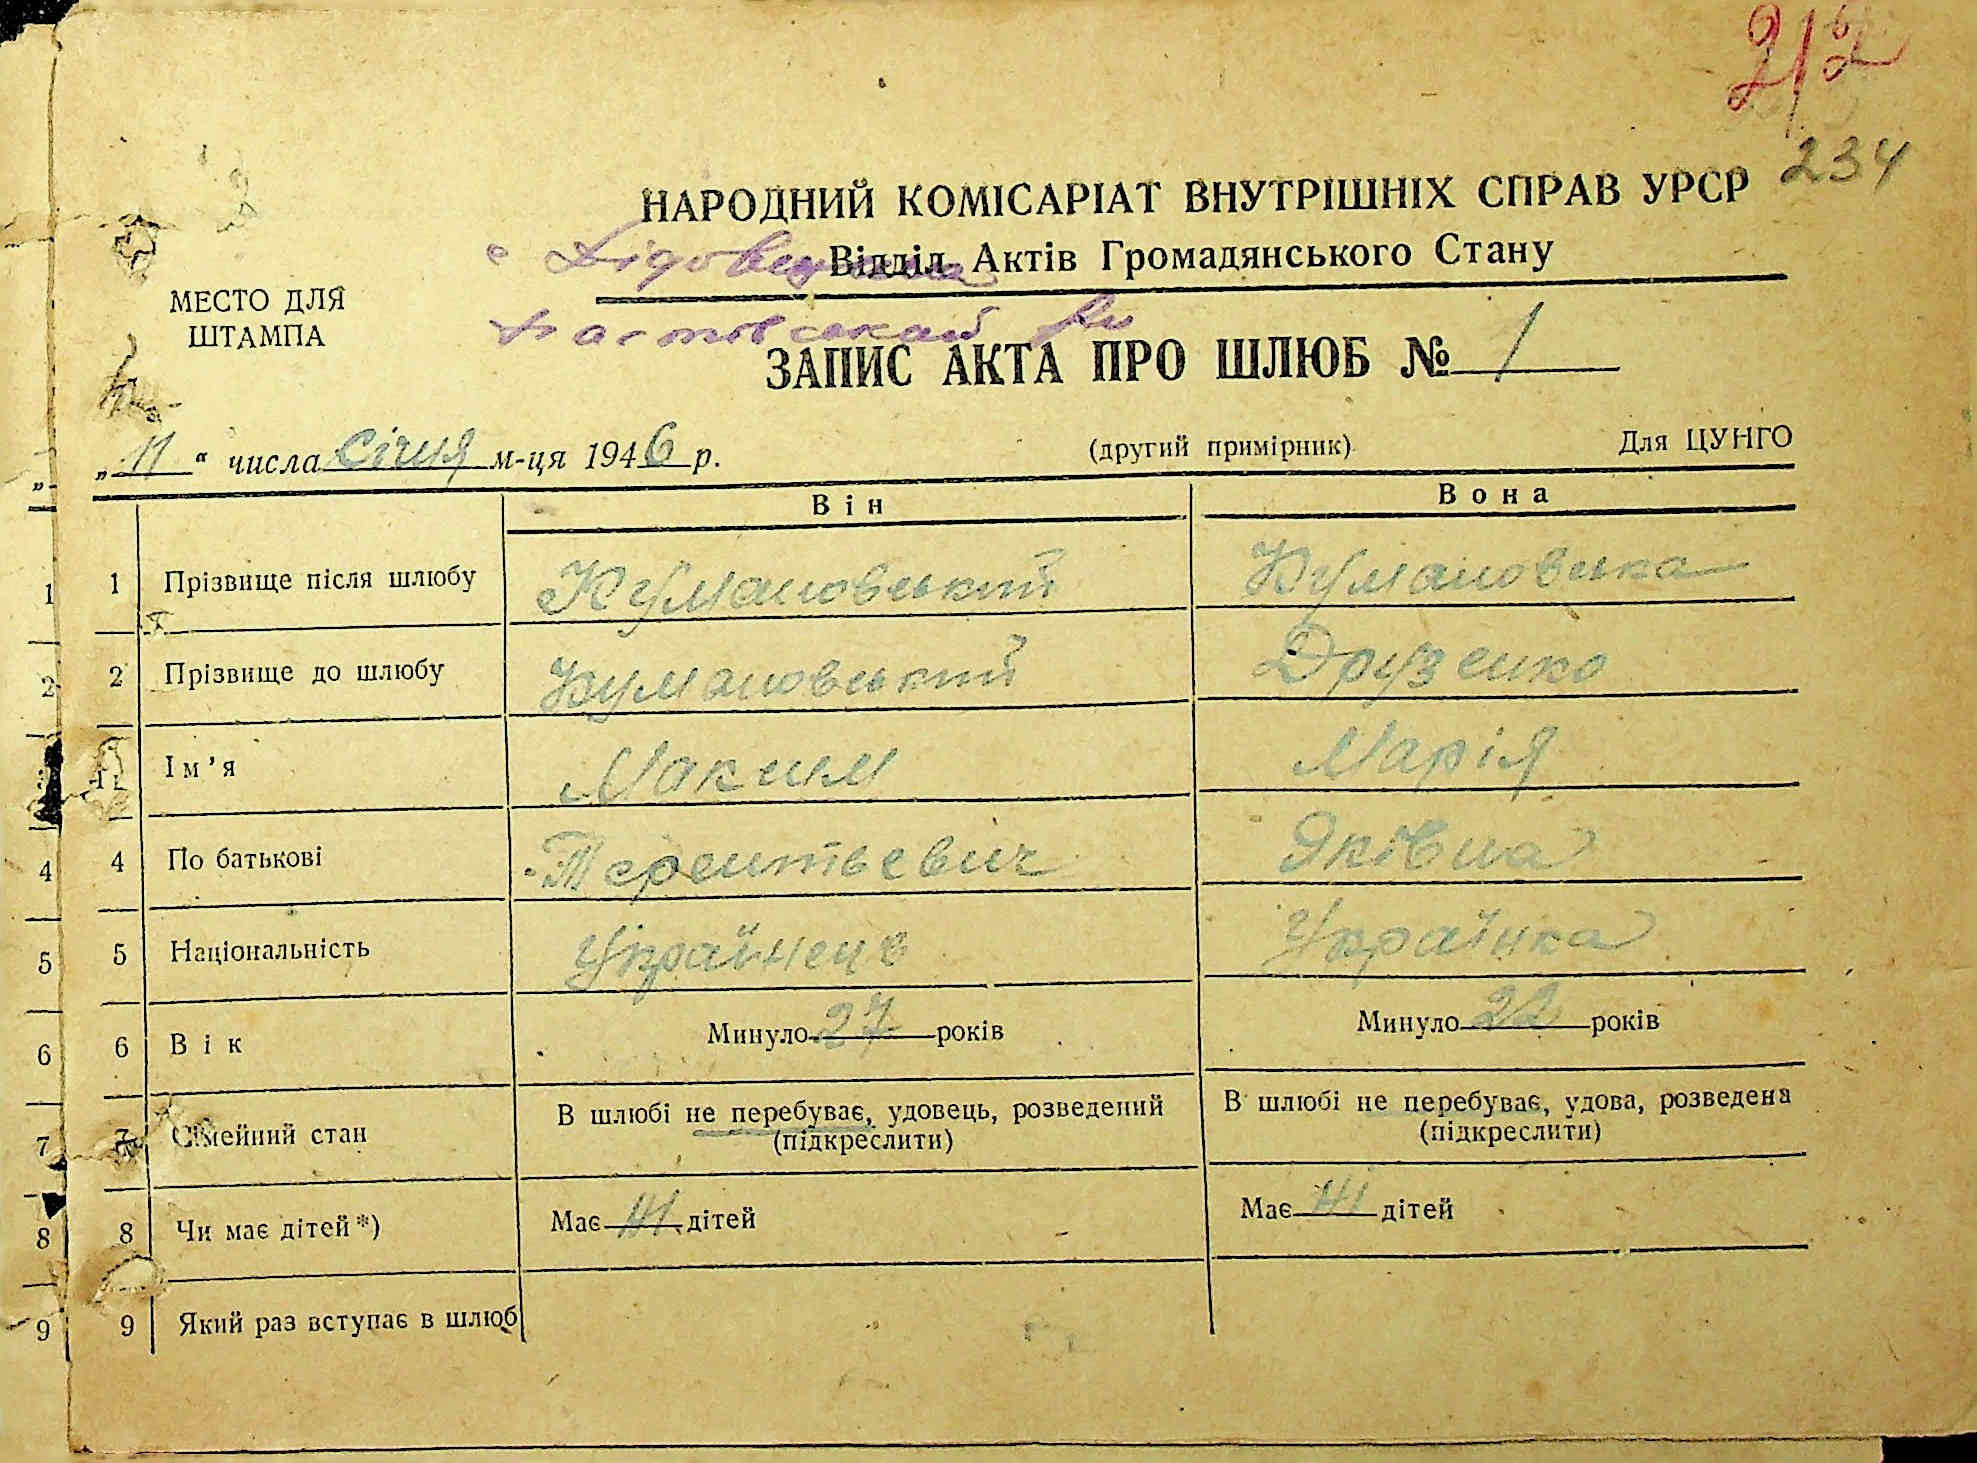 212
234
НАРОДНИЙ КОМІСАРІАТ ВНУТРІШНІХ СПРАВ УРСР
Відділ Актів Громадянського Стану
МЕСТО ДЛЯ
ШТАМПА
ЗАПИС АКТА ПРО ШЛЮБ № 1
„11“ числа січня м-ця 1946 р.
(другий примірник)
Для ЦУНГО
Він Вона
1 1 Прізвище після шлюбу Кумановський Кумановська
2 2 Прізвище до шлюбу Кумановський Друзенко
Ім'я Максим Марія
4 4 По батькові Терентьевич Яківна
5 5 Національність Українець Українка
6 6 Вік Минуло 27 років Минуло 22 років
7 7 Сімейний стан В шлюбі не перебуває, удовець, розведений В шлюбі не перебуває, удова, розведена
(підкреслити) (підкреслити)
8 8 Чи має дітей*) Має ні дітей Має ні дітей
9 9 Який раз вступає в шлюб